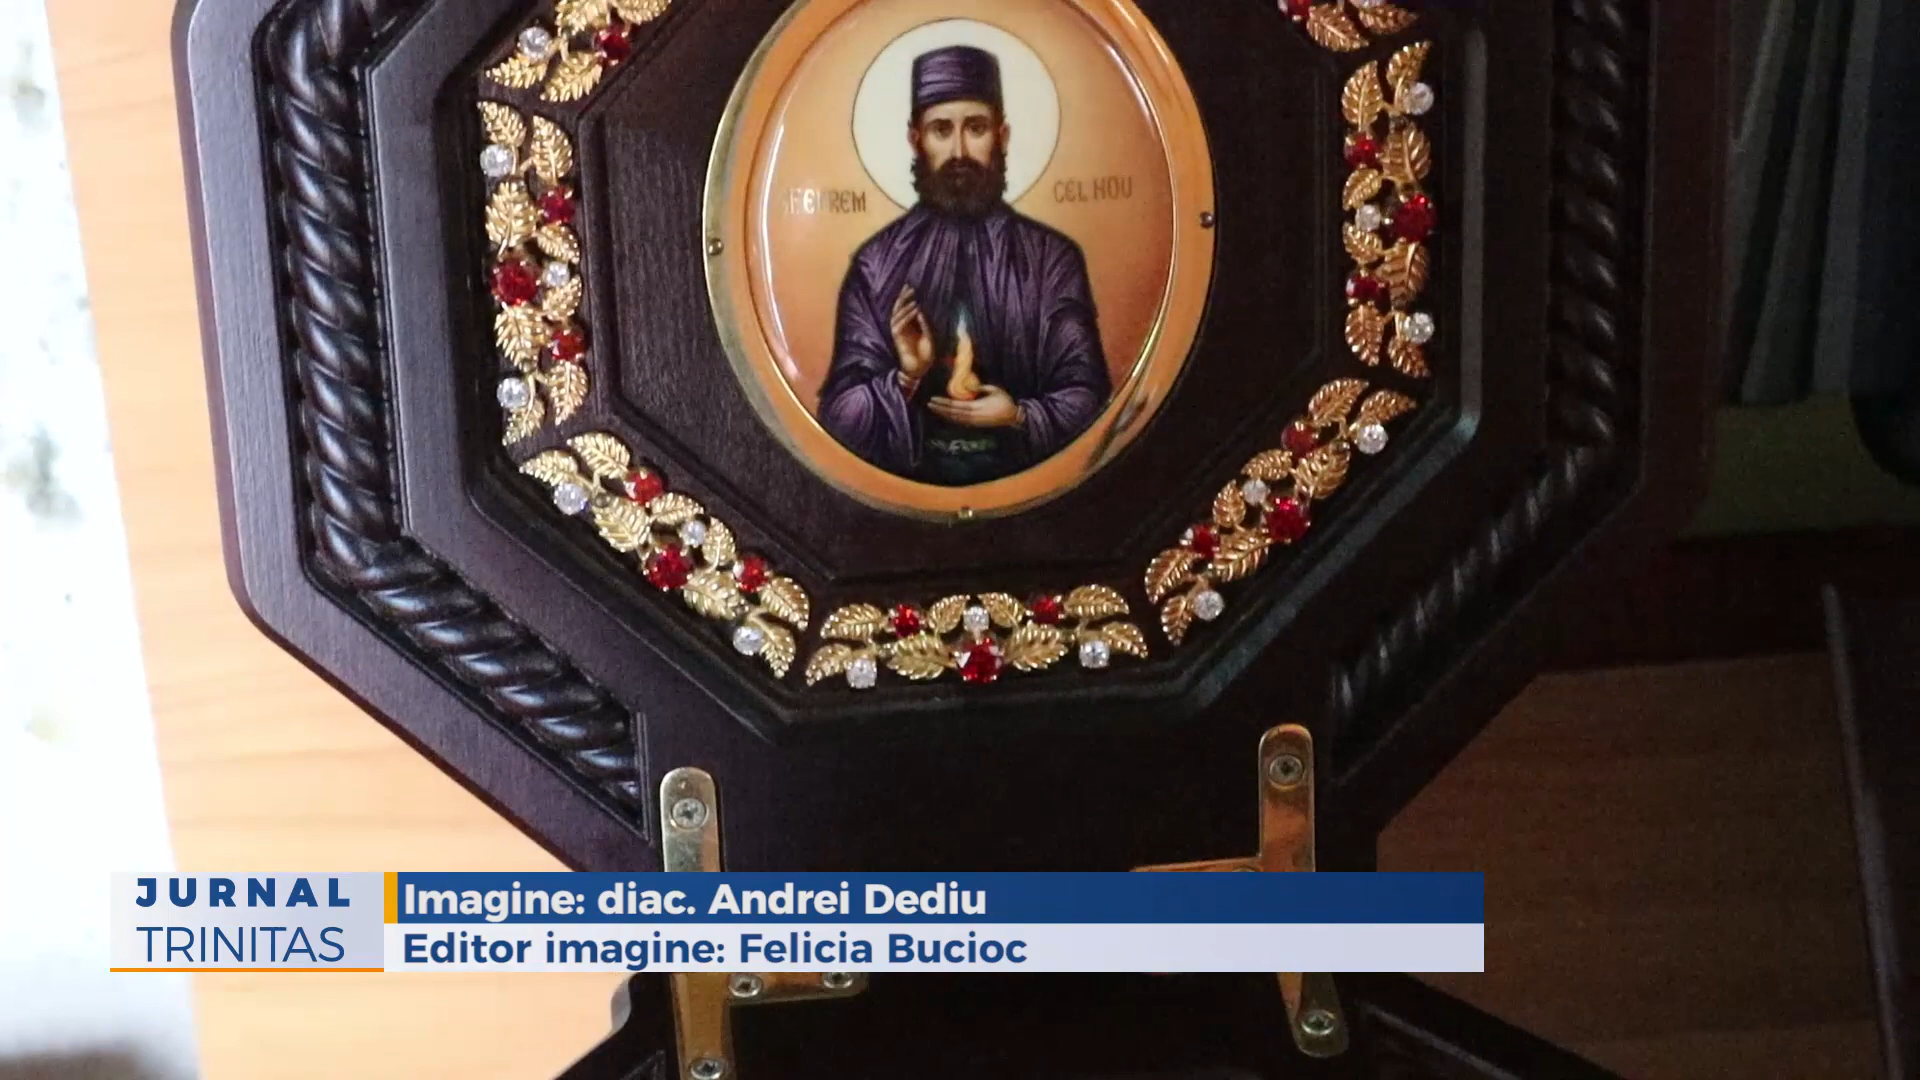 CEL NOU
JURNAL
TRINITAS
Imagine: diac. Andrei Dediu
Editor imagine: Felicia Bucioc